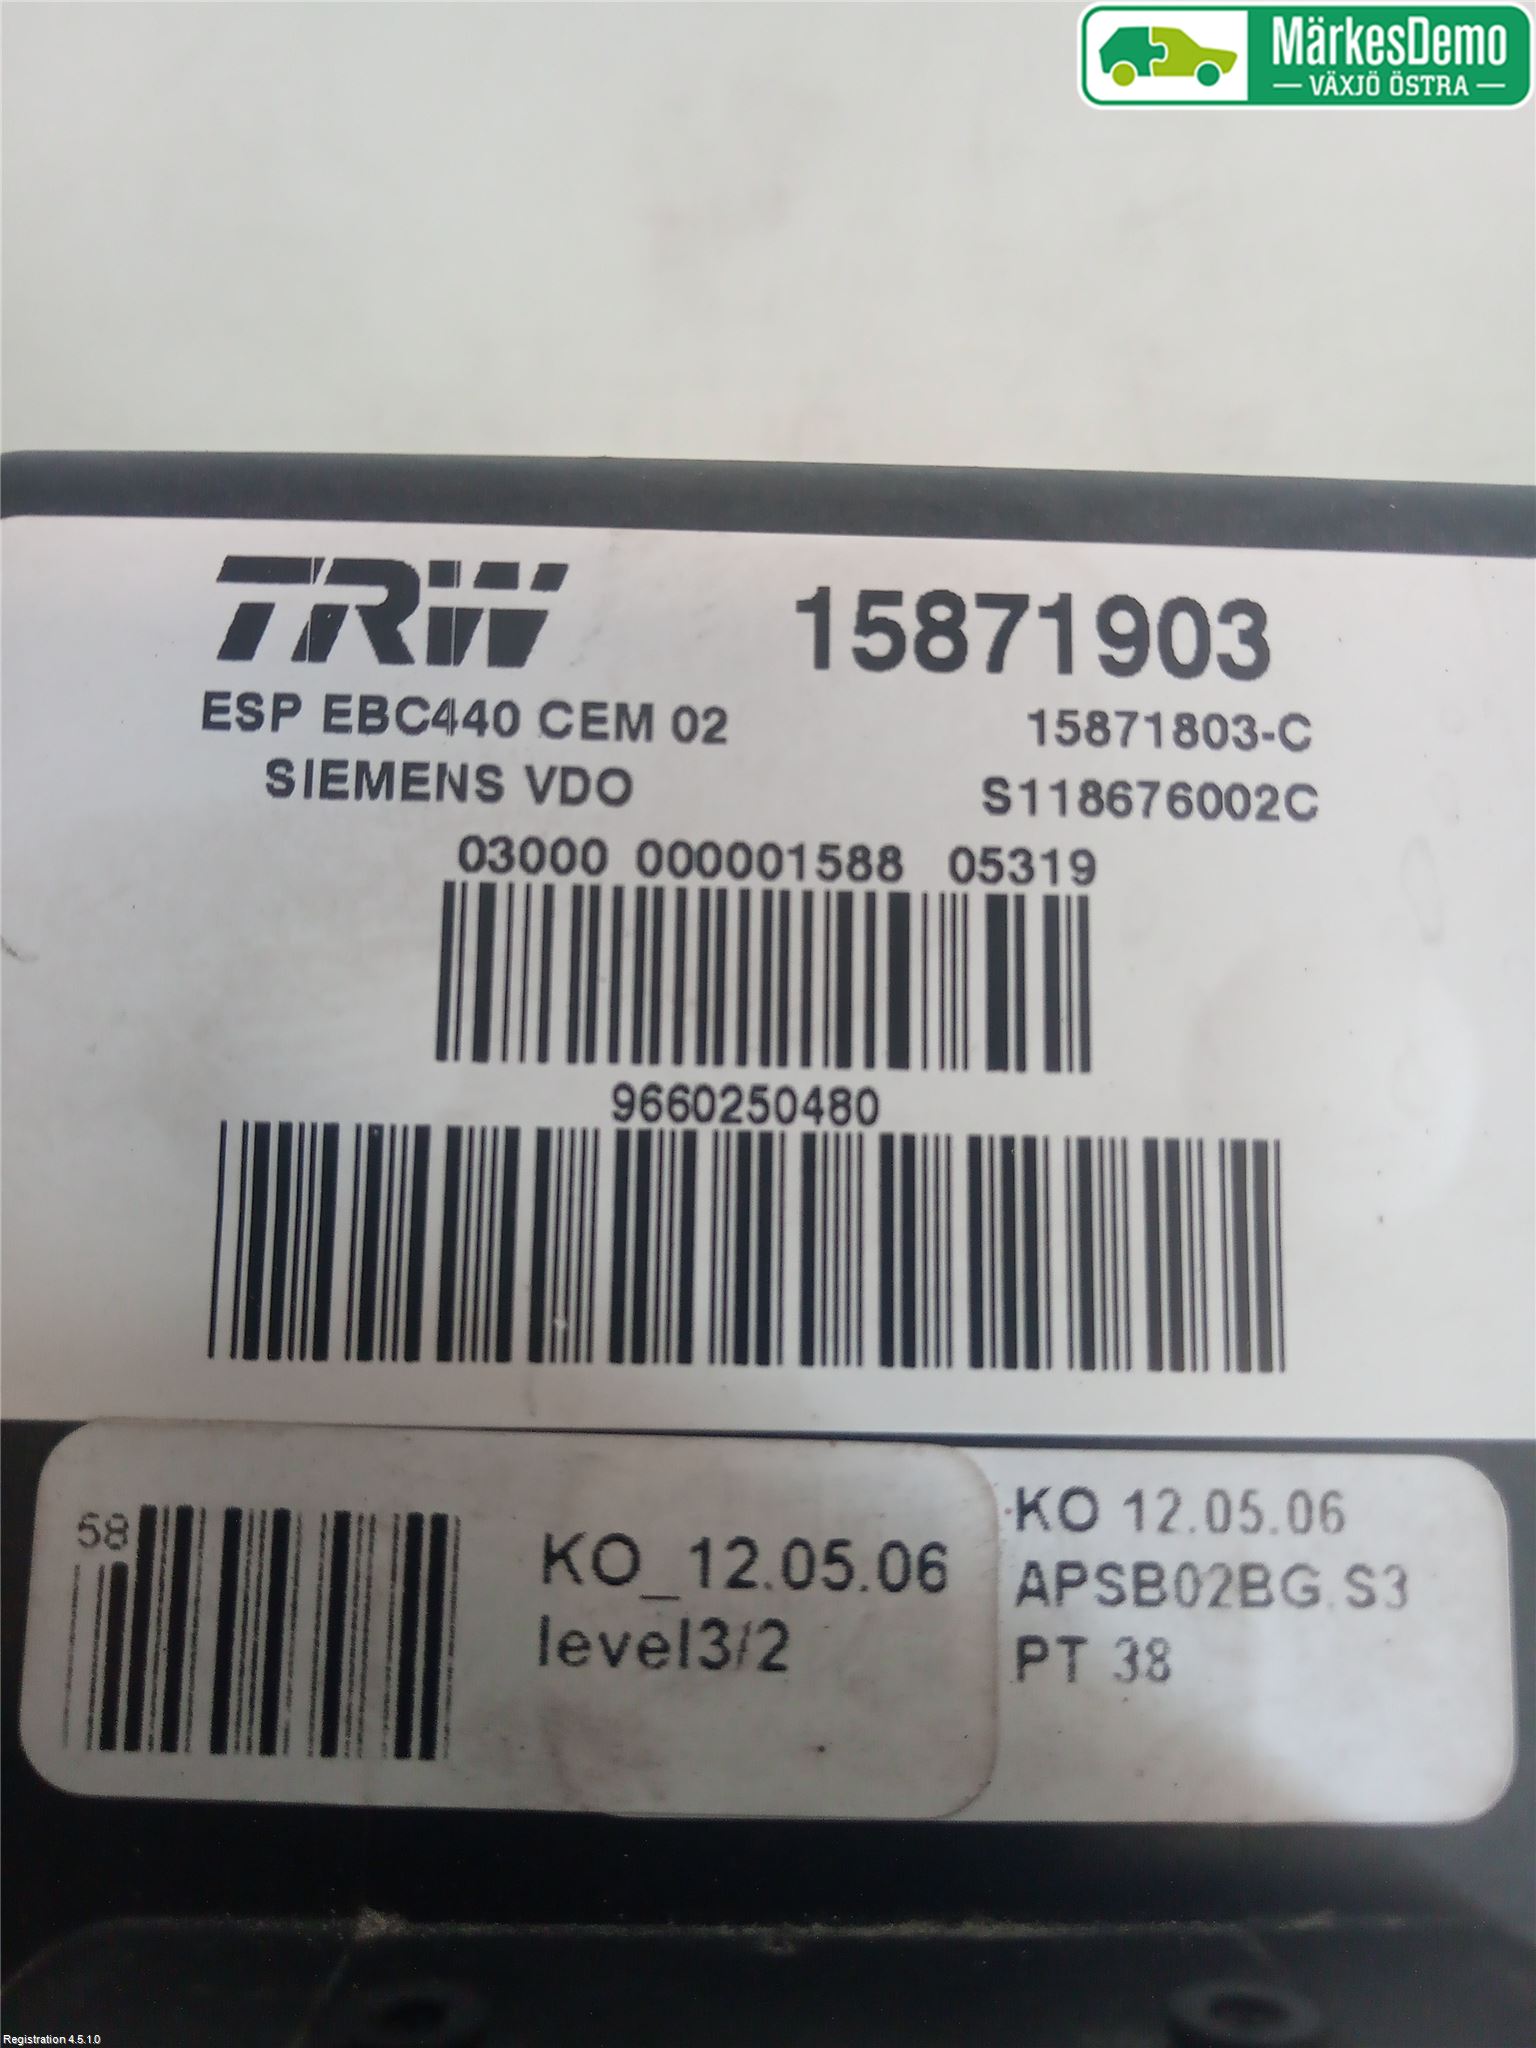 MärkesDemo
VÄXJÖ ÖSTRA
TRW
15871903
ESP EBC440 CEM 02
15871803-C
SIEMENS VDO
S118676002C
03000 000001588 05319
9660250480
58
KO_12.05.06
level3/2
KO 12.05.06
APSB02BG.S3
PT 38
Registration 4.5.1.0